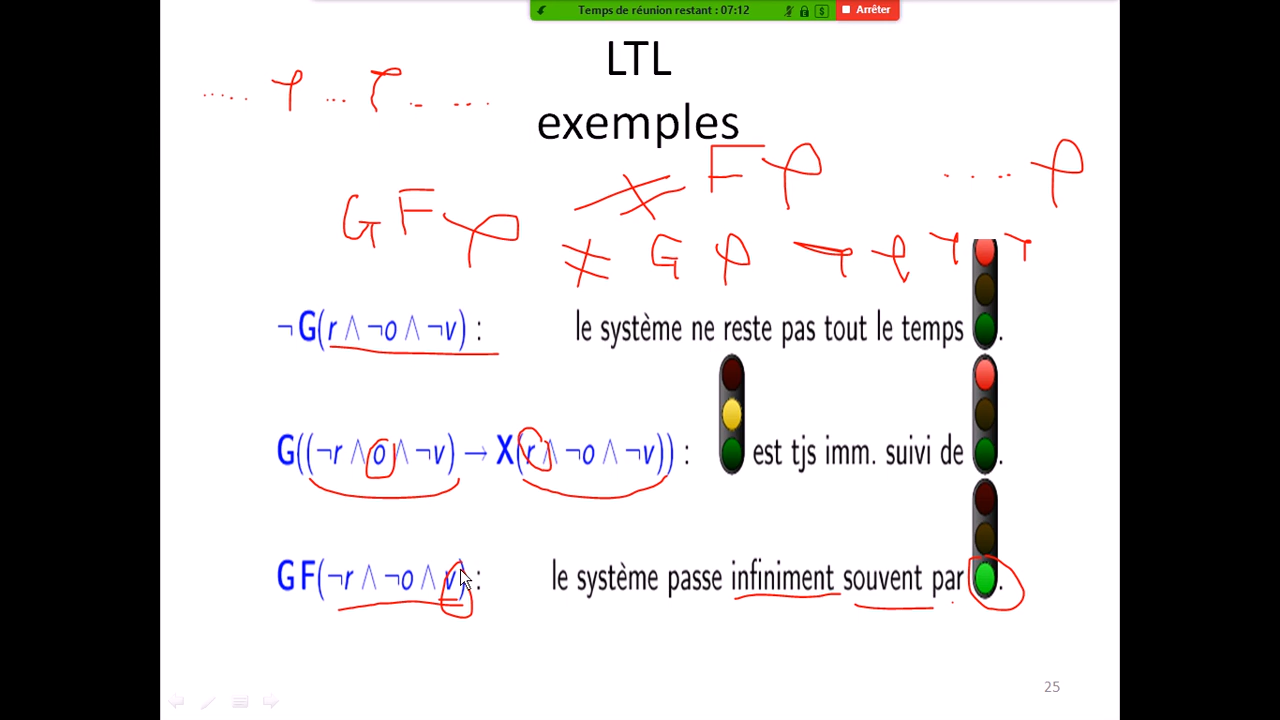 Temps de réunion restant : 07:12 $ Arrêter
LTL
..... φ ... φ .. ...
exemples
GFφ ≠ Fφ .... φ
≠ G φ φ φ φ φ
¬G(r ∧ ¬o ∧ ¬v) : le système ne reste pas tout le temps .
G((¬r ∧ o ∧ ¬v) → X(r ∧ ¬o ∧ ¬v)) : est tjs imm. suivi de .
GF(¬r ∧ ¬o ∧ v) : le système passe infiniment souvent par .
25